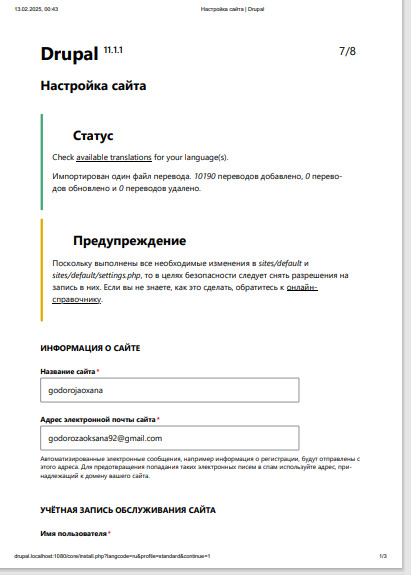 13.02.2025, 00:43 Настройка сайта | Drupal
Drupal 11.1.1 7/8
Настройка сайта
Статус
Check available translations for your language(s).
Импортирован один файл перевода. 10190 переводов добавлено, 0 перево-
дов обновлено и 0 переводов удалено.
Предупреждение
Поскольку выполнены все необходимые изменения в sites/default и
sites/default/settings.php, то в целях безопасности следует снять разрешения на
запись в них. Если вы не знаете, как это сделать, обратитесь к онлайн-
справочнику.
ИНФОРМАЦИЯ О САЙТЕ
Название сайта*
godorojaoxana
Адрес электронной почты сайта*
godorozaoksana92@gmail.com
Автоматизированные электронные сообщения, например информация о регистрации, будут отправлены с
этого адреса. Для предотвращения попадания таких электронных писем в спам используйте адрес, при-
надлежащий к домену вашего сайта.
УЧЁТНАЯ ЗАПИСЬ ОБСЛУЖИВАНИЯ САЙТА
Имя пользователя*
drupal.localhost:1080/core/install.php?langcode=ru&profile=standard&continue=1 1/3